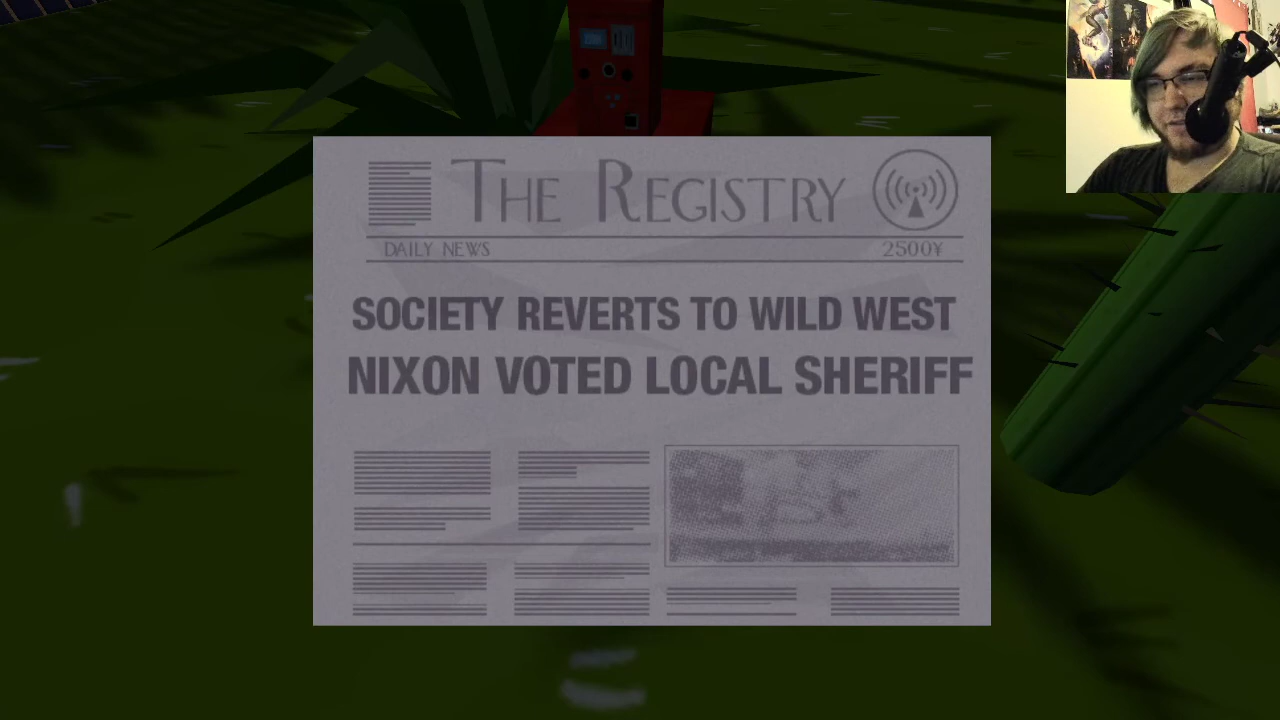 THE REGISTRY
DAILY NEWS 2500¥
SOCIETY REVERTS TO WILD WEST
NIXON VOTED LOCAL SHERIFF